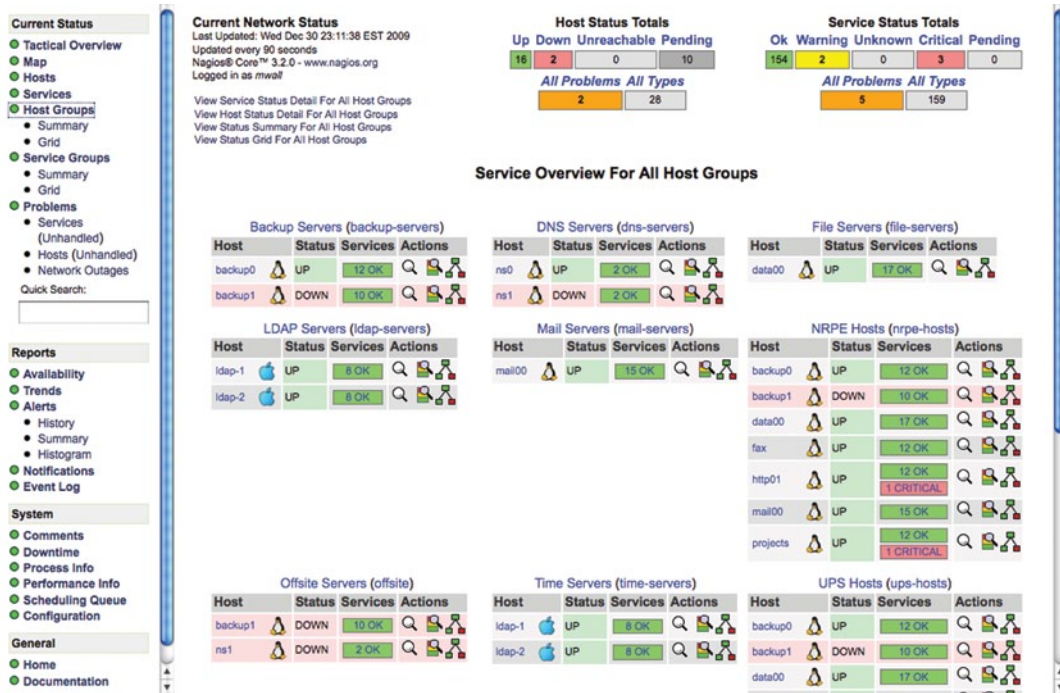 Current Status
Tactical Overview
Map
Hosts
Services
Host Groups
Summary
Grid
Service Groups
Summary
Grid
Problems
Services
(Unhandled)
Hosts (Unhandled)
Network Outages
Quick Search:
Reports
Availability
Trends
Alerts
History
Summary
Histogram
Notifications
Event Log
System
Comments
Downtime
Process Info
Performance Info
Scheduling Queue
Configuration
General
Home
Documentation
Current Network Status
Last Updated: Wed Dec 30 23:11:38 EST 2009
Updated every 90 seconds
Nagios® Core™ 3.2.0 - www.nagios.org
Logged in as mwall
View Service Status Detail For All Host Groups
View Host Status Detail For All Host Groups
View Status Summary For All Host Groups
View Status Grid For All Host Groups
Host Status Totals
Up Down Unreachable Pending
16 2 0 10
All Problems All Types
2 28
Service Status Totals
Ok Warning Unknown Critical Pending
154 2 0 3 0
All Problems All Types
5 159
Service Overview For All Host Groups
Backup Servers (backup-servers)
Host Status Services Actions
backup0 UP 12 OK
backup1 DOWN 10 OK
DNS Servers (dns-servers)
Host Status Services Actions
ns0 UP 2 OK
ns1 DOWN 2 OK
File Servers (file-servers)
Host Status Services Actions
data00 UP 17 OK
LDAP Servers (ldap-servers)
Host Status Services Actions
ldap-1 UP 8 OK
ldap-2 UP 8 OK
Mail Servers (mail-servers)
Host Status Services Actions
mail00 UP 15 OK
NRPE Hosts (nrpe-hosts)
Host Status Services Actions
backup0 UP 12 OK
backup1 DOWN 10 OK
data00 UP 17 OK
fax UP 12 OK
http01 UP 12 OK
1 CRITICAL
mail00 UP 15 OK
projects UP 12 OK
1 CRITICAL
Offsite Servers (offsite)
Host Status Services Actions
backup1 DOWN 10 OK
ns1 DOWN 2 OK
Time Servers (time-servers)
Host Status Services Actions
ldap-1 UP 8 OK
ldap-2 UP 8 OK
UPS Hosts (ups-hosts)
Host Status Services Actions
backup0 UP 12 OK
backup1 DOWN 10 OK
data00 UP 17 OK